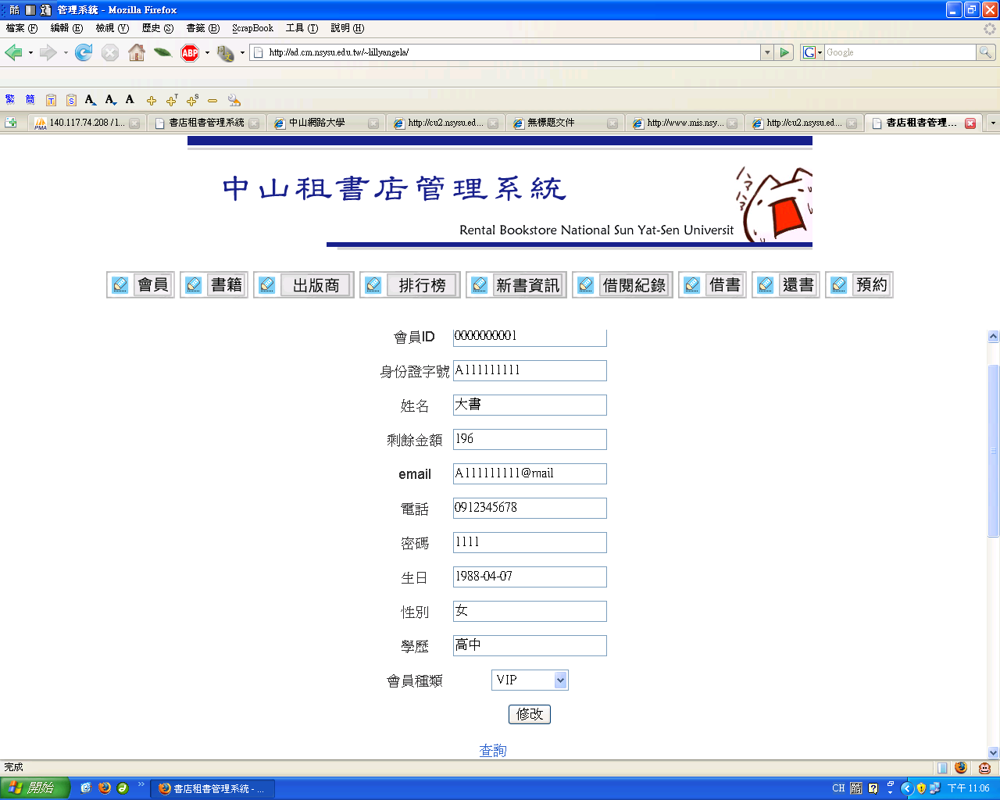 酷 管理系統 - Mozilla Firefox
檔案 (F) 編輯 (E) 檢視 (V) 歷史 (S) 書籤 (B) ScrapBook 工具 (T) 說明 (H)
ABP http://ad.cm.nsysu.edu.tw/~lillyangela/ G Google
繁 簡 T S A A A T S
PMA 140.117.74.208 / l... 書店租書管理系統 中山網路大學 http://cu2.nsysu.ed... 無標題文件 http://www.mis.nsy... http://cu2.nsysu.ed... 書店租書管理...
中山租書店管理系統
Rental Bookstore National Sun Yat-Sen Universit
會員 書籍 出版商 排行榜 新書資訊 借閱紀錄 借書 還書 預約
會員ID 0000000001
身份證字號 A111111111
姓名 大書
剩餘金額 196
email A111111111@mail
電話 0912345678
密碼 1111
生日 1988-04-07
性別 女
學歷 高中
會員種類 VIP
修改
查詢
完成
開始 書店租書管理系統 - ... CH 酷 下午 11:06